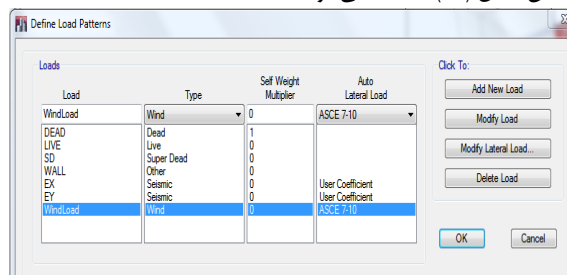 Define Load Patterns
Loads
Click To:
Load
Type
Self Weight Multiplier
Auto Lateral Load
WindLoad Wind 0 ASCE 7-10
DEAD Dead 1
LIVE Live 0
SD Super Dead 0
WALL Other 0
EX Seismic 0 User Coefficient
EY Seismic 0 User Coefficient
WindLoad Wind 0 ASCE 7-10
Add New Load
Modify Load
Modify Lateral Load...
Delete Load
OK
Cancel